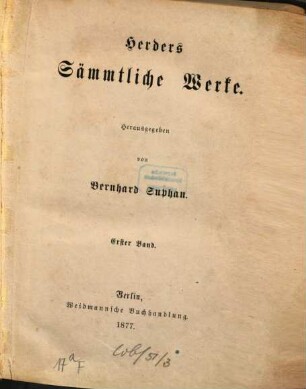 Herders
Sämmtliche Werke.
Herausgegeben
von
Bernhard Suphan.
Erster Band.
Berlin,
Weidmannsche Buchhandlung.
1877.